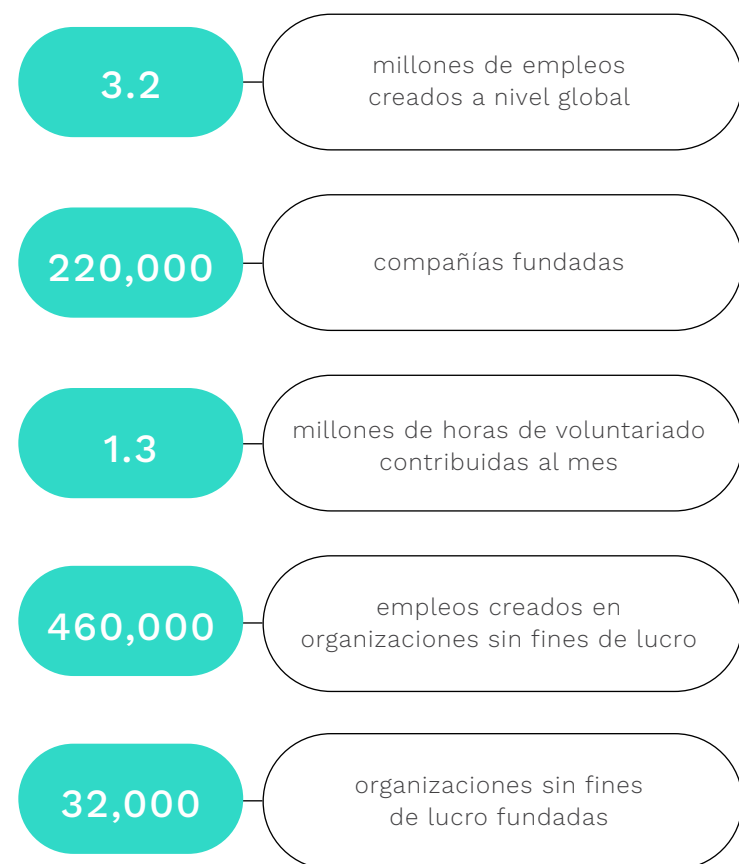 3.2
millones de empleos
creados a nivel global
220,000
compañías fundadas
1.3
millones de horas de voluntariado
contribuidas al mes
460,000
empleos creados en
organizaciones sin fines de lucro
32,000
organizaciones sin fines
de lucro fundadas